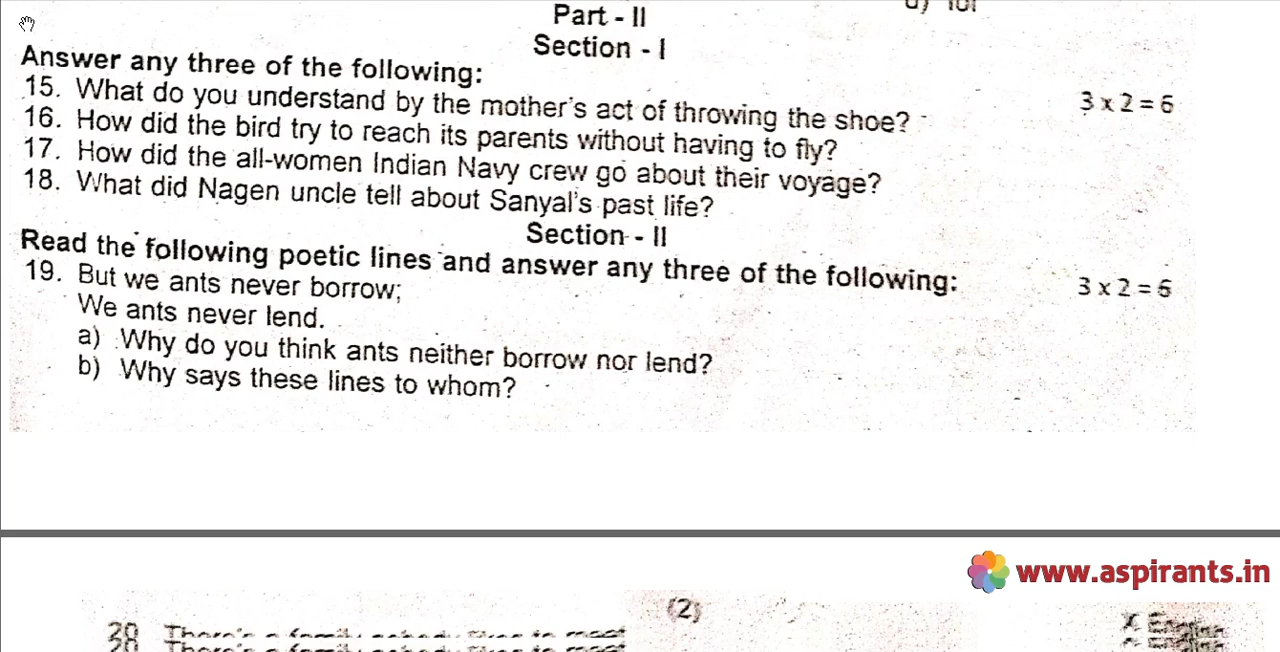 Part - II
Section - I
Answer any three of the following:
3 x 2 = 6
15. What do you understand by the mother's act of throwing the shoe?
16. How did the bird try to reach its parents without having to fly?
17. How did the all-women Indian Navy crew go about their voyage?
18. What did Nagen uncle tell about Sanyal's past life?
Section - II
Read the following poetic lines and answer any three of the following:
3 x 2 = 6
19. But we ants never borrow;
We ants never lend.
a) Why do you think ants neither borrow nor lend?
b) Why says these lines to whom?
www.aspirants.in
(2)